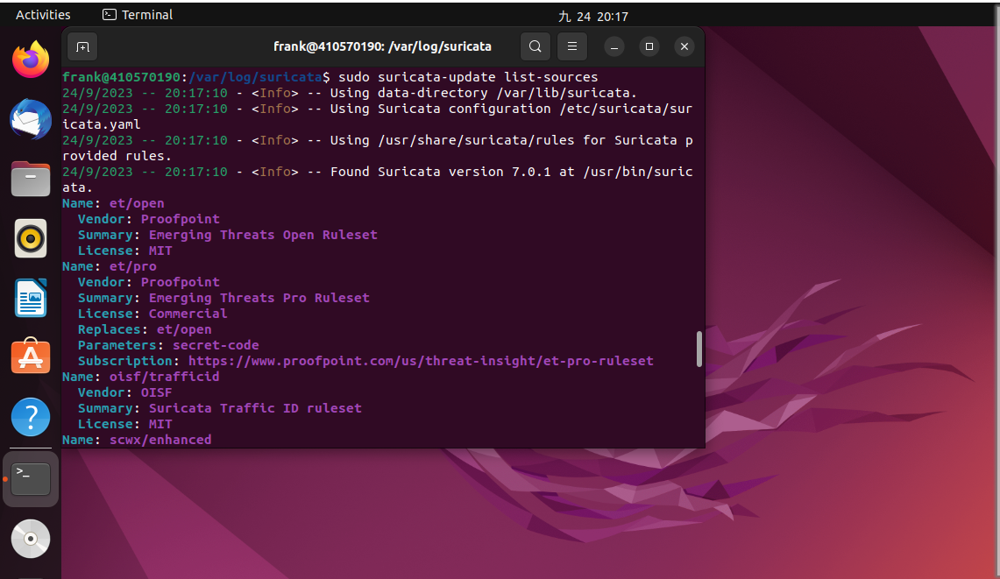 Activities
Terminal
九 24 20:17
frank@410570190: /var/log/suricata
frank@410570190:/var/log/suricata$ sudo suricata-update list-sources
24/9/2023 -- 20:17:10 - <Info> -- Using data-directory /var/lib/suricata.
24/9/2023 -- 20:17:10 - <Info> -- Using Suricata configuration /etc/suricata/sur
icata.yaml
24/9/2023 -- 20:17:10 - <Info> -- Using /usr/share/suricata/rules for Suricata p
rovided rules.
24/9/2023 -- 20:17:10 - <Info> -- Found Suricata version 7.0.1 at /usr/bin/suric
ata.
Name: et/open
  Vendor: Proofpoint
  Summary: Emerging Threats Open Ruleset
  License: MIT
Name: et/pro
  Vendor: Proofpoint
  Summary: Emerging Threats Pro Ruleset
  License: Commercial
  Replaces: et/open
  Parameters: secret-code
  Subscription: https://www.proofpoint.com/us/threat-insight/et-pro-ruleset
Name: oisf/trafficid
  Vendor: OISF
  Summary: Suricata Traffic ID ruleset
  License: MIT
Name: scwx/enhanced